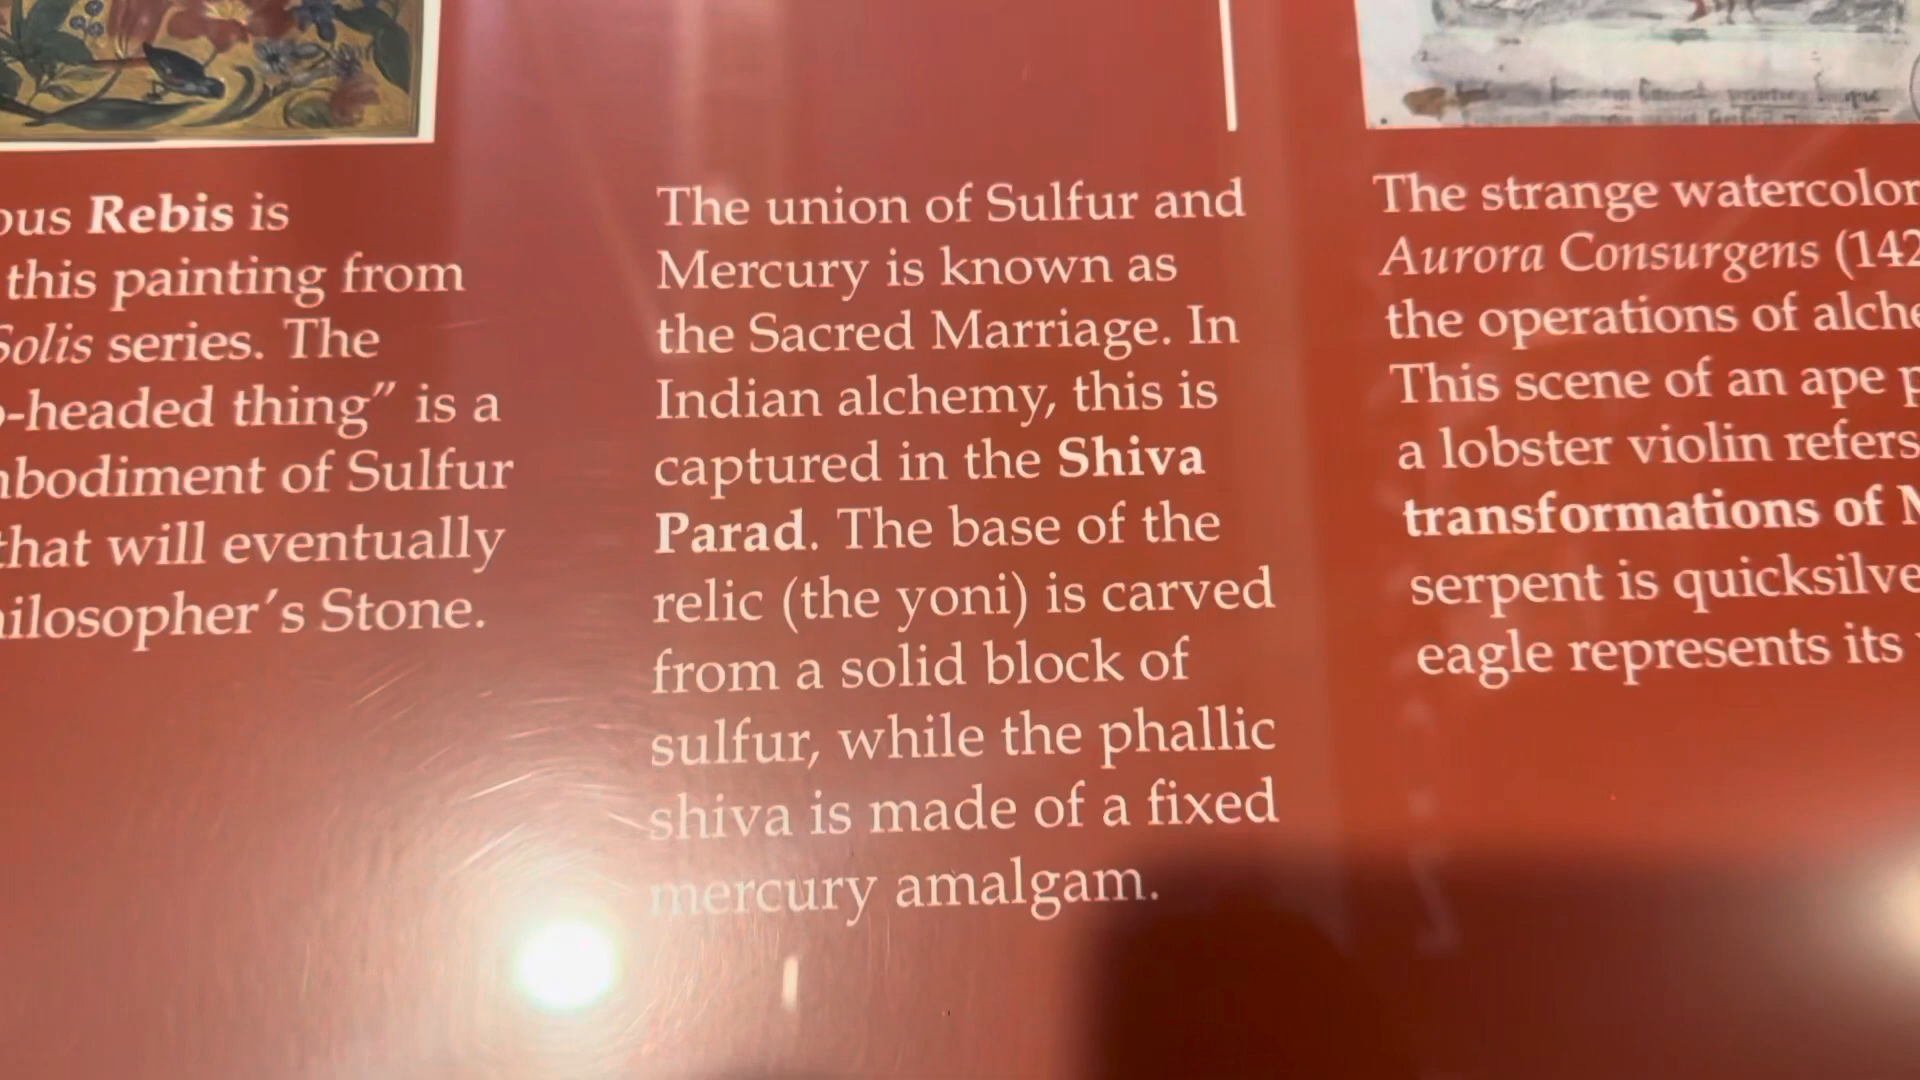 ous Rebis is
this painting from
Solis series. The
-headed thing” is a
bodiment of Sulfur
that will eventually
hilosopher’s Stone.
The union of Sulfur and
Mercury is known as
the Sacred Marriage. In
Indian alchemy, this is
captured in the Shiva
Parad. The base of the
relic (the yoni) is carved
from a solid block of
sulfur, while the phallic
shiva is made of a fixed
mercury amalgam.
The strange watercolor
Aurora Consurgens (142
the operations of alche
This scene of an ape p
a lobster violin refers
transformations of M
serpent is quicksilve
eagle represents its